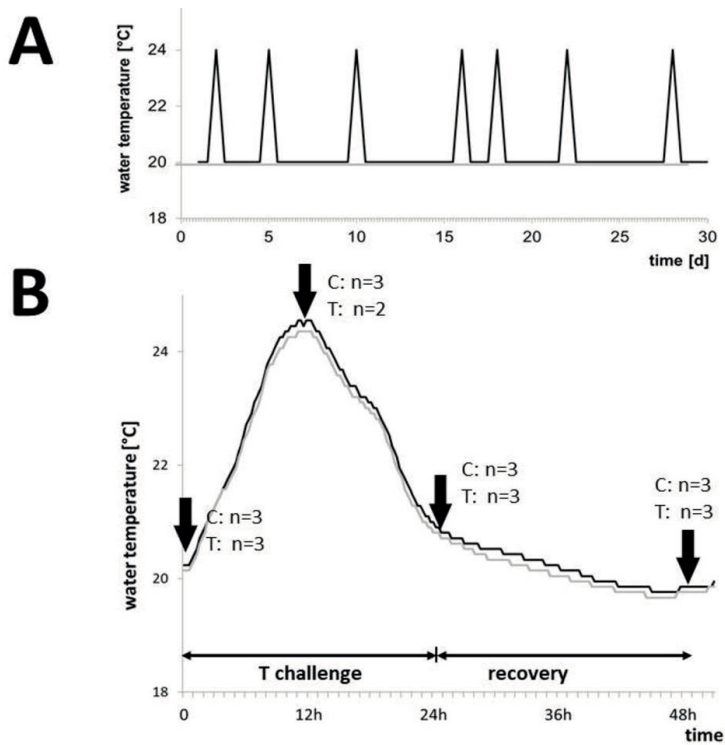 A
water temperature [°C]
24
22
20
18
0 5 10 15 20 25 30
time [d]
B
C: n=3
T: n=2
24
water temperature [°C]
22
C: n=3
T: n=3
C: n=3
T: n=3
C: n=3
T: n=3
20
T challenge recovery
18
0 12h 24h 36h 48h
time